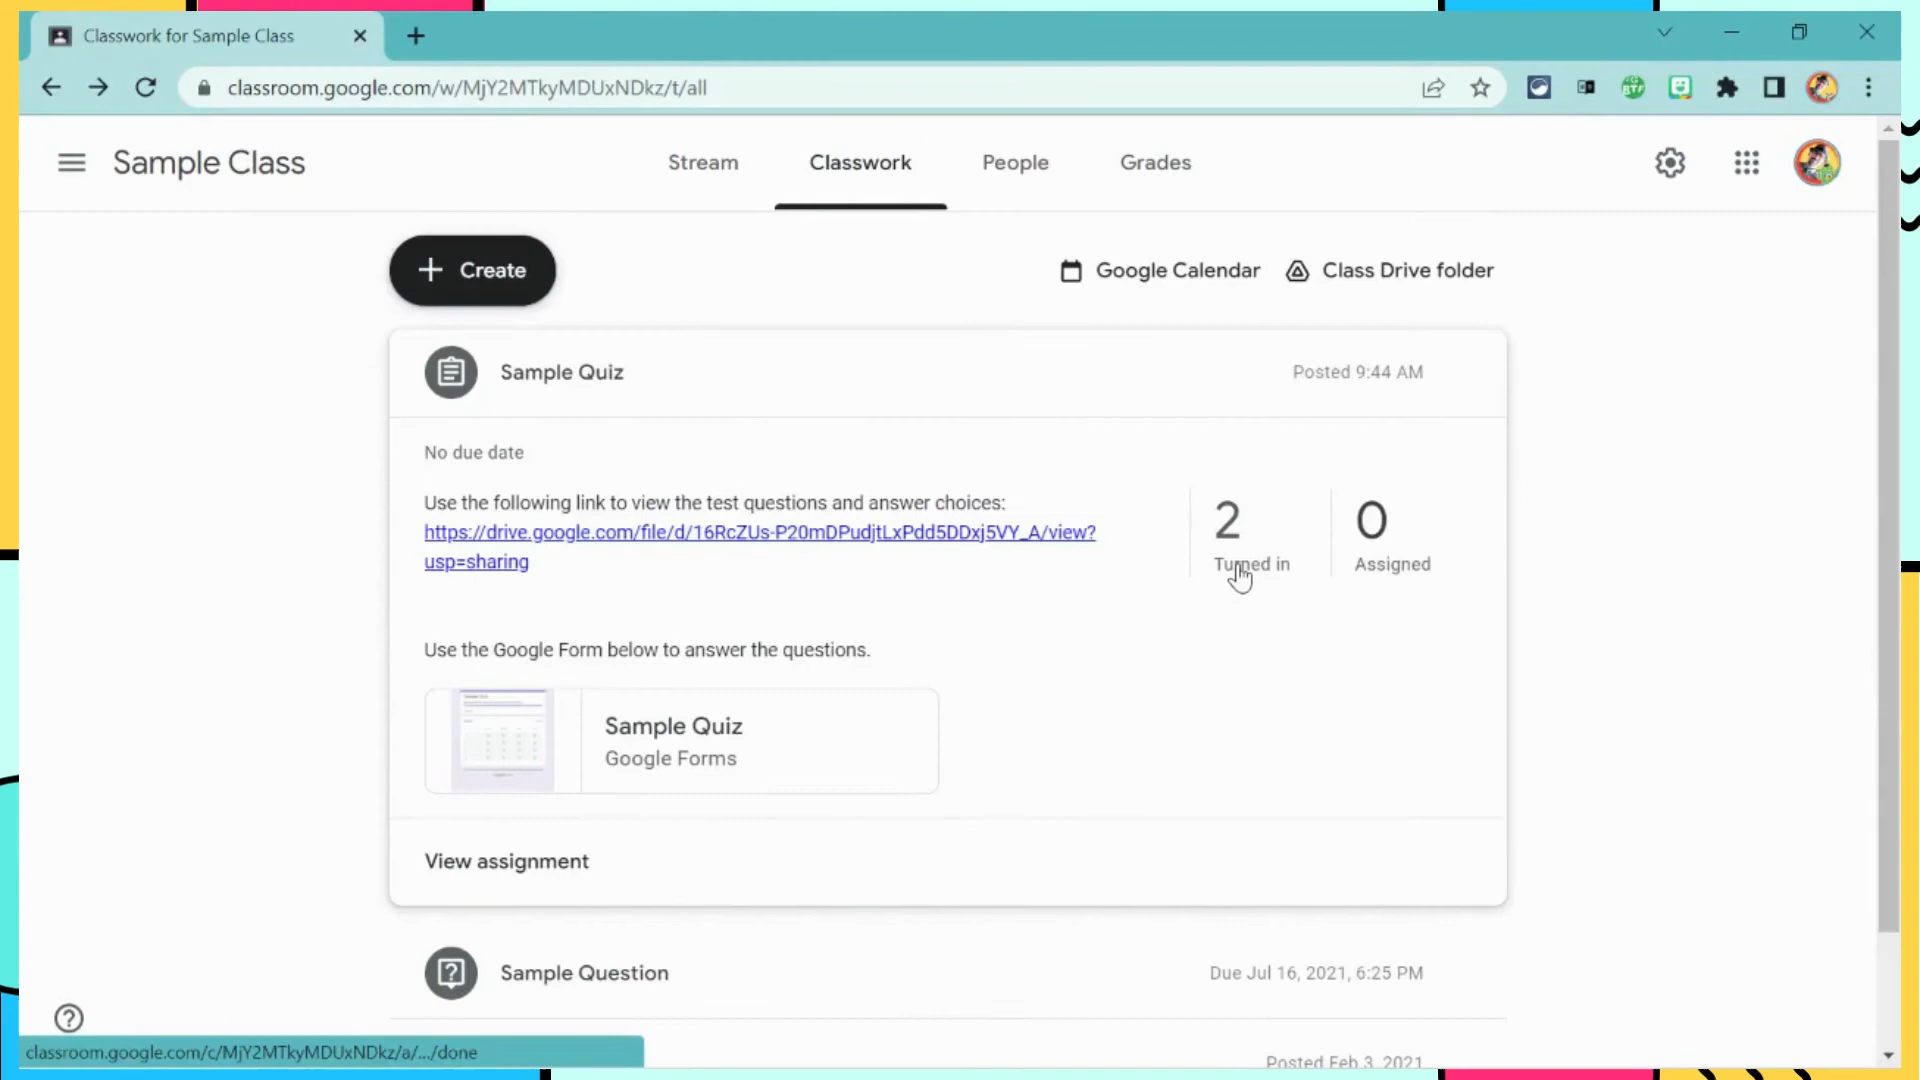 Classwork for Sample Class
classroom.google.com/w/MjY2MTkyMDUxNDkz/t/all
Sample Class
Stream
Classwork
People
Grades
Create
Google Calendar
Class Drive folder
Sample Quiz
Posted 9:44 AM
No due date
Use the following link to view the test questions and answer choices:
https://drive.google.com/file/d/16RcZUs-P20mDPudjtLxPdd5DDxj5VY_A/view?
usp=sharing
2
Turned in
0
Assigned
Use the Google Form below to answer the questions.
Sample Quiz
Google Forms
View assignment
Sample Question
Due Jul 16, 2021, 6:25 PM
Posted Feb 3, 2021
classroom.google.com/c/MjY2MTkyMDUxNDkz/a/.../done